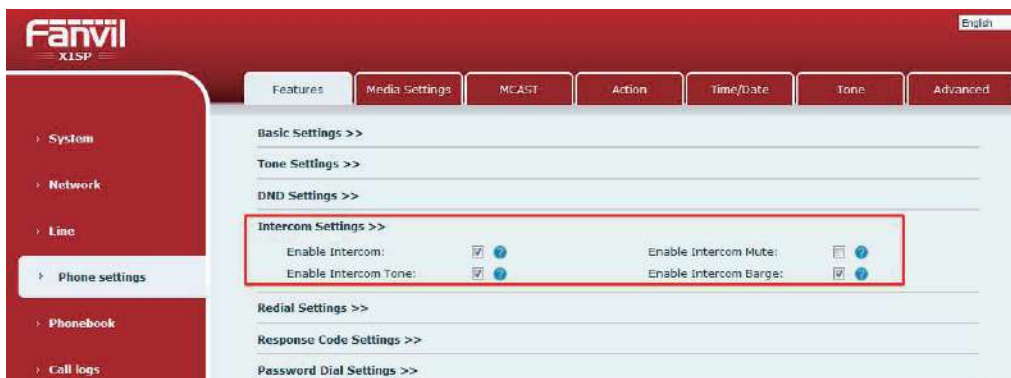 Fanvil
X1SP
English
Features Media Settings MCAST Action Time/Date Tone Advanced
› System
› Network
› Line
› Phone settings
› Phonebook
› Call logs
Basic Settings >>
Tone Settings >>
DND Settings >>
Intercom Settings >>
Enable Intercom: Enable Intercom Mute:
Enable Intercom Tone: Enable Intercom Barge:
Redial Settings >>
Response Code Settings >>
Password Dial Settings >>